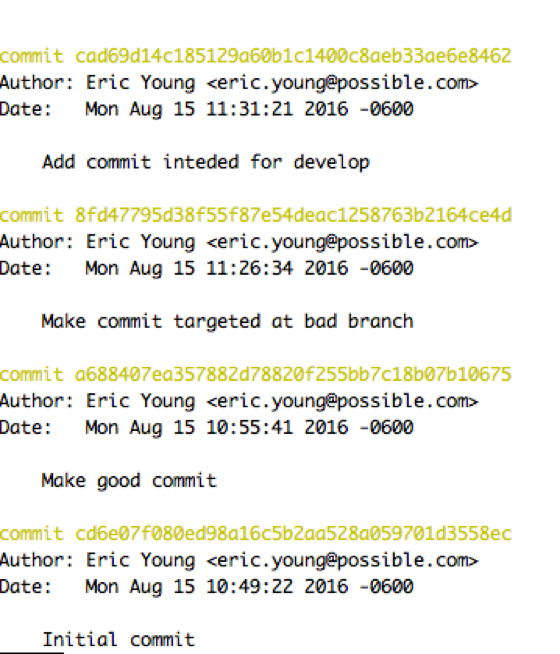 commit cad69d14c185129a60b1c1400c8aeb33ae6e8462
Author: Eric Young <eric.young@possible.com>
Date:   Mon Aug 15 11:31:21 2016 -0600
Add commit inteded for develop
commit 8fd47795d38f55f87e54deac1258763b2164ce4d
Author: Eric Young <eric.young@possible.com>
Date:   Mon Aug 15 11:26:34 2016 -0600
Make commit targeted at bad branch
commit a688407ea357882d78820f255bb7c18b07b10675
Author: Eric Young <eric.young@possible.com>
Date:   Mon Aug 15 10:55:41 2016 -0600
Make good commit
commit cd6e07f080ed98a16c5b2aa528a059701d3558ec
Author: Eric Young <eric.young@possible.com>
Date:   Mon Aug 15 10:49:22 2016 -0600
Initial commit